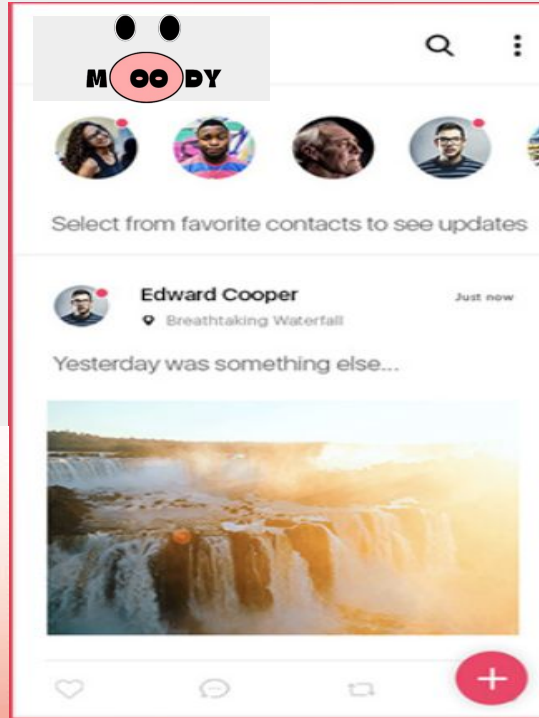 MOODY
Select from favorite contacts to see updates
Edward Cooper
Just now
Breathtaking Waterfall
Yesterday was something else...